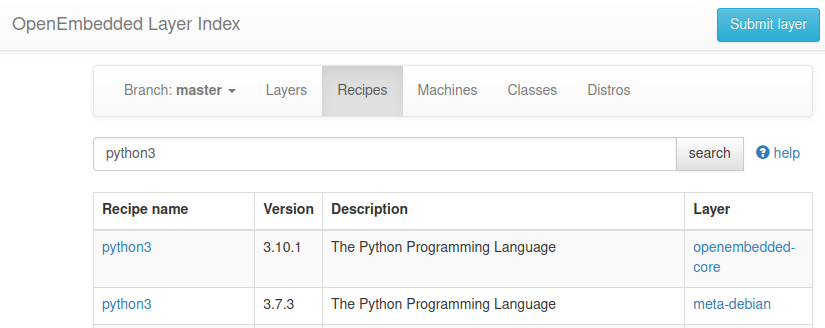 OpenEmbedded Layer Index
Submit layer
Branch: master
Layers
Recipes
Machines
Classes
Distros
python3
search
help
Recipe name Version Description Layer
python3 3.10.1 The Python Programming Language openembedded-
core
python3 3.7.3 The Python Programming Language meta-debian